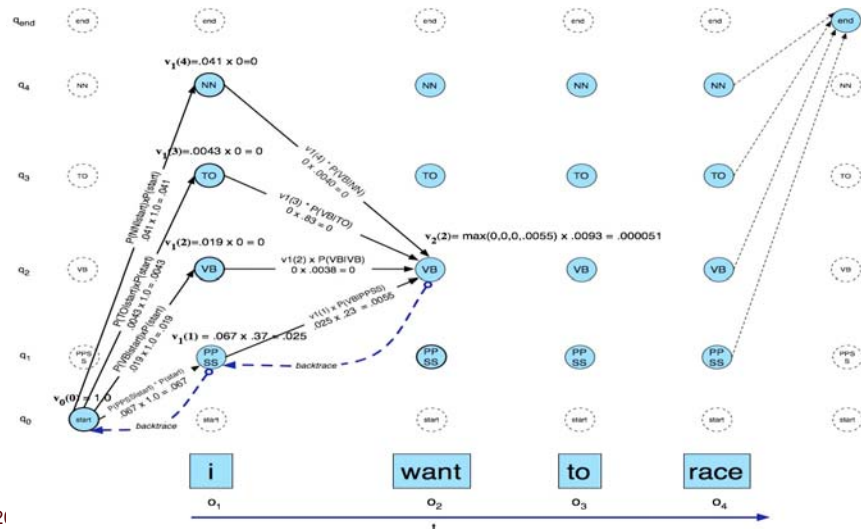 q end
end
end
end
end
end
q4
NN
v1(4)=.041 x 0=0
NN
NN
NN
NN
NN
P(NN|start)xP(start)
.041 x 1.0 = .041
v1(4) * P(VB|NN)
0 x .0040 = 0
q3
TO
v1(3)=.0043 x 0 = 0
TO
TO
TO
TO
TO
P(TO|start)xP(start)
.0043 x 1.0 = .0043
v1(3) * P(VB|TO)
0 x .83 = 0
v2(2) = max(0,0,0,.0055) x .0093 = .000051
q2
VB
v1(2)=.019 x 0 = 0
VB
VB
VB
VB
VB
P(VB|start)xP(start)
.019 x 1.0 = .019
v1(2) x P(VB|VB)
0 x .0038 = 0
v1(1) x P(VB|PPSS)
.025 x .23 = .0055
q1
PPS
S
v1(1) = .067 x .37 = .025
PP
SS
PP
SS
PP
SS
PP
SS
PPS
S
backtrace
v0(0) = 1.0
P(PPSS|start) * P(start)
.067 x 1.0 = .067
q0
start
start
start
start
start
start
backtrace
i
want
to
race
o1
o2
o3
o4
t